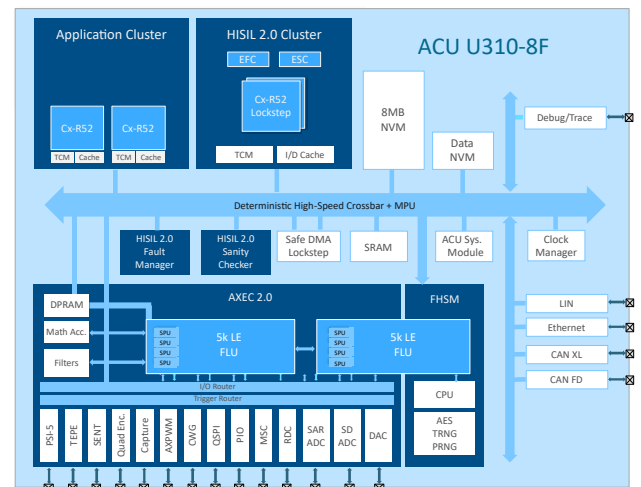 Application Cluster
Cx-R52
Cx-R52
TCM
Cache
TCM
Cache
HISIL 2.0 Cluster
EFC
ESC
Cx-R52
Lockstep
TCM
I/D Cache
ACU U310-8F
8MB
NVM
Data
NVM
Debug/Trace
Deterministic High-Speed Crossbar + MPU
HISIL 2.0
Fault
Manager
HISIL 2.0
Sanity
Checker
Safe DMA
Lockstep
SRAM
ACU Sys.
Module
Clock
Manager
AXEC 2.0
DPRAM
Math Acc.
Filters
SPU
SPU
SPU
SPU
5k LE
FLU
SPU
SPU
SPU
SPU
5k LE
FLU
I/O Router
Trigger Router
PSI-5
TEPE
SENT
Quad Enc.
Capture
AXPWM
CWG
QSPI
PIO
MSC
RDC
SAR
ADC
SD
ADC
DAC
FHSM
CPU
AES
TRNG
PRNG
LIN
Ethernet
CAN XL
CAN FD